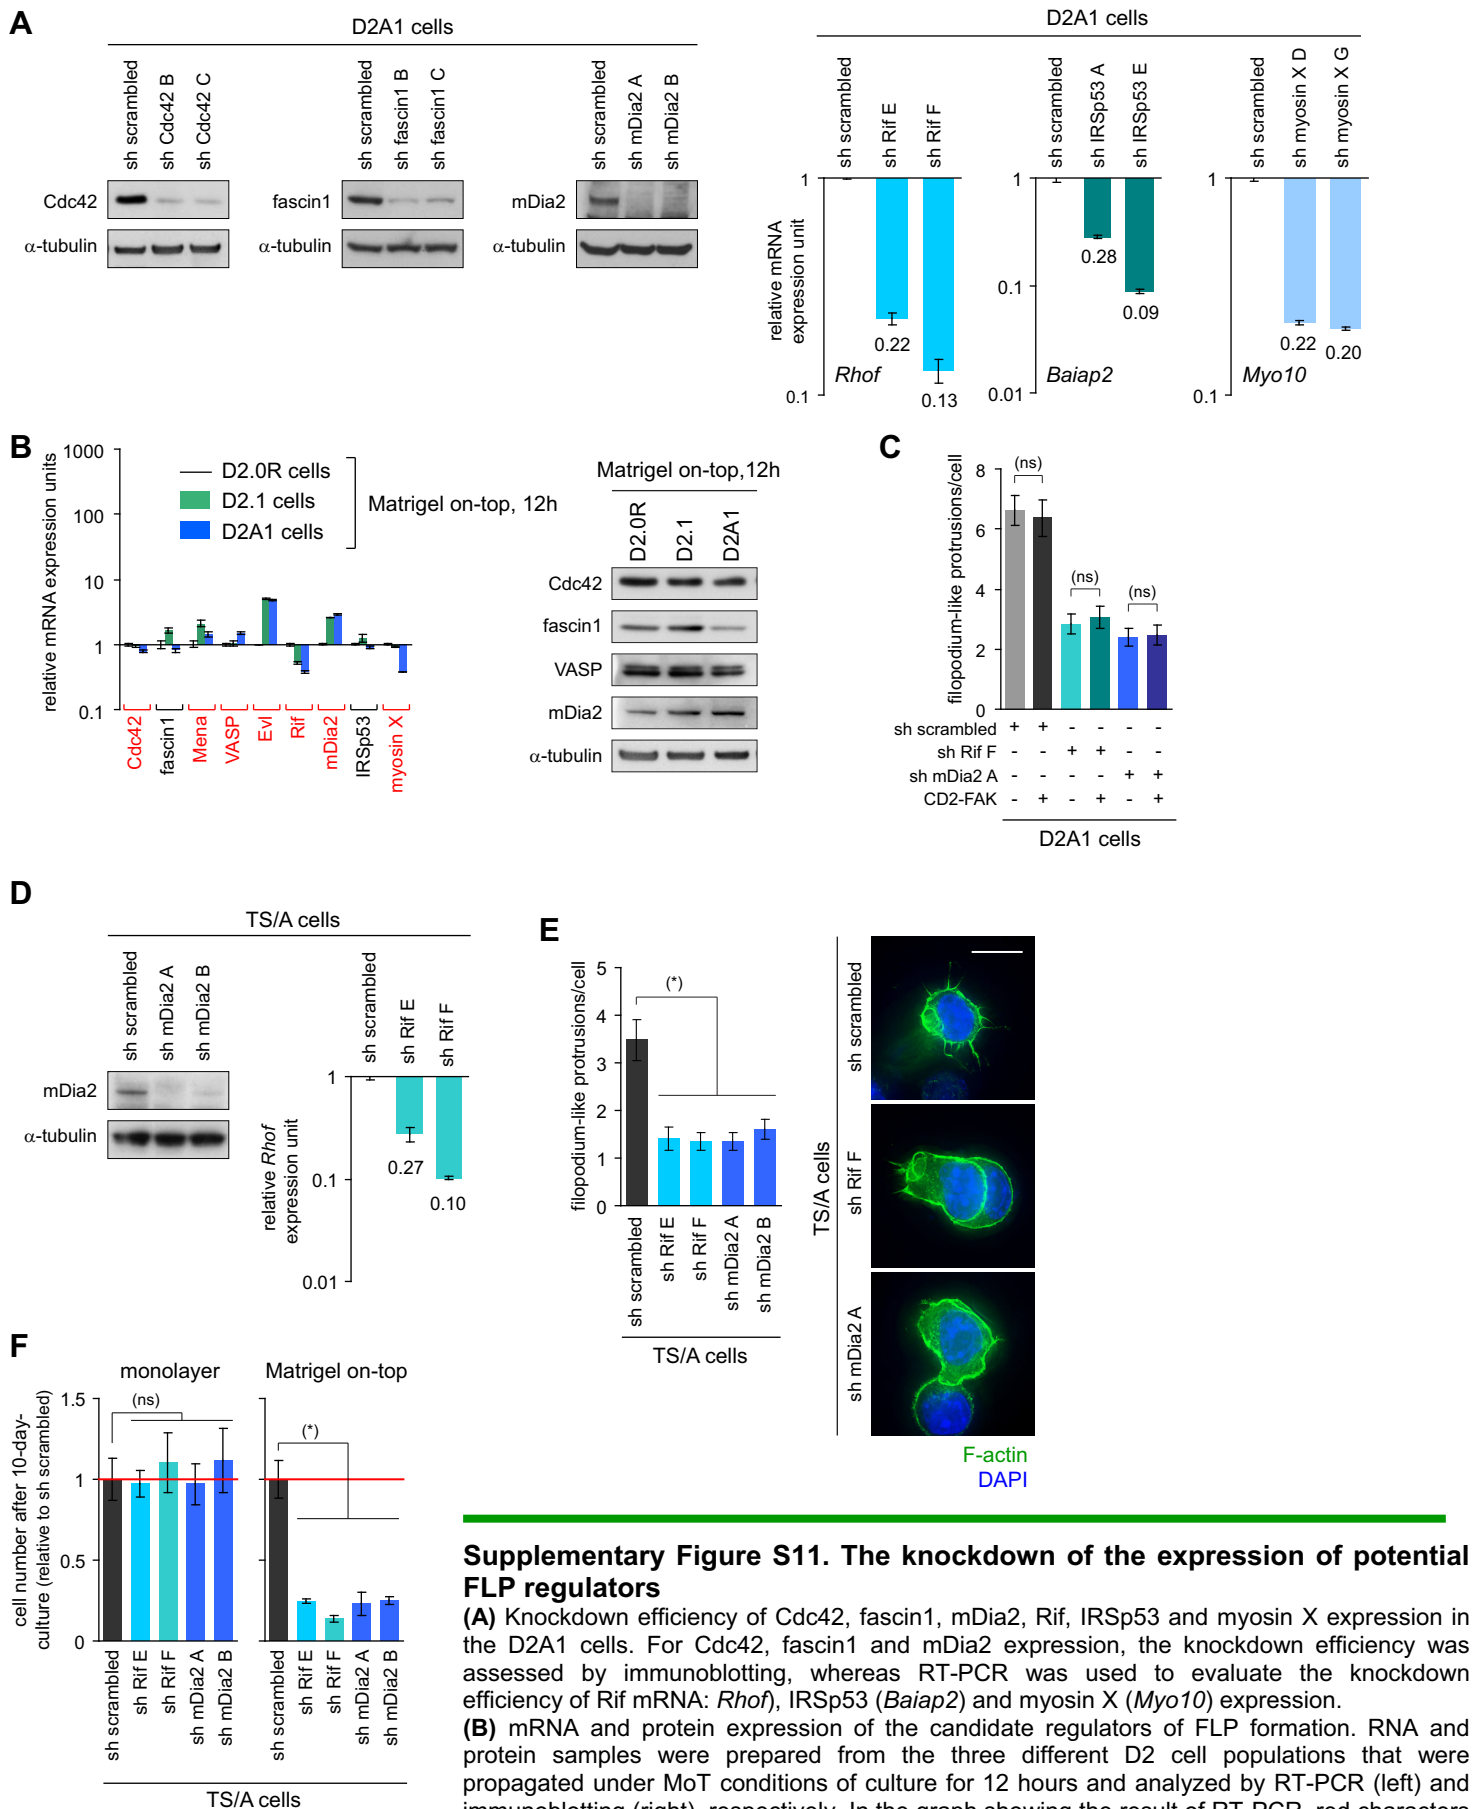 A
D2A1 cells
sh scrambled
sh Cdc42 B
sh Cdc42 C
sh scrambled
sh fascin1 B
sh fascin1 C
sh scrambled
sh mDia2 A
sh mDia2 B
Cdc42
fascin1
mDia2
α-tubulin
α-tubulin
α-tubulin
D2A1 cells
sh scrambled
sh Rif E
sh Rif F
sh scrambled
sh IRSp53 A
sh IRSp53 E
sh scrambled
sh myosin X D
sh myosin X G
relative mRNA
expression unit
1
0.1
0.22
0.13
Rhof
1
0.1
0.01
0.28
0.09
Baiap2
1
0.1
0.22
0.20
Myo10
B
relative mRNA expression units
1000
100
10
1
0.1
D2.0R cells
D2.1 cells
D2A1 cells
Matrigel on-top, 12h
Cdc42
fascin1
Mena
VASP
Evl
Rif
mDia2
IRSp53
myosin X
Matrigel on-top,12h
D2.0R
D2.1
D2A1
Cdc42
fascin1
VASP
mDia2
α-tubulin
C
filopodium-like protrusions/cell
8
6
4
2
0
(ns)
(ns)
(ns)
sh scrambled + + - - - -
sh Rif F - - + + - -
sh mDia2 A - - - - + +
CD2-FAK - + - + - +
D2A1 cells
D
TS/A cells
sh scrambled
sh mDia2 A
sh mDia2 B
mDia2
α-tubulin
sh scrambled
sh Rif E
sh Rif F
relative Rhof
expression unit
1
0.1
0.01
0.27
0.10
E
filopodium-like protrusions/cell
5
4
3
2
1
0
(*)
sh scrambled
sh Rif E
sh Rif F
sh mDia2 A
sh mDia2 B
TS/A cells
TS/A cells
sh scrambled
sh Rif F
sh mDia2 A
F-actin
DAPI
F
cell number after 10-day-
culture (relative to sh scrambled)
monolayer
Matrigel on-top
1.5
1
0.5
0
(ns)
(*)
sh scrambled
sh Rif E
sh Rif F
sh mDia2 A
sh mDia2 B
sh scrambled
sh Rif E
sh Rif F
sh mDia2 A
sh mDia2 B
TS/A cells
Supplementary Figure S11. The knockdown of the expression of potential
FLP regulators
(A) Knockdown efficiency of Cdc42, fascin1, mDia2, Rif, IRSp53 and myosin X expression in
the D2A1 cells. For Cdc42, fascin1 and mDia2 expression, the knockdown efficiency was
assessed by immunoblotting, whereas RT-PCR was used to evaluate the knockdown
efficiency of Rif mRNA: Rhof), IRSp53 (Baiap2) and myosin X (Myo10) expression.
(B) mRNA and protein expression of the candidate regulators of FLP formation. RNA and
protein samples were prepared from the three different D2 cell populations that were
propagated under MoT conditions of culture for 12 hours and analyzed by RT-PCR (left) and
immunoblotting (right), respectively. In the graph showing the result of RT-PCR, red characters